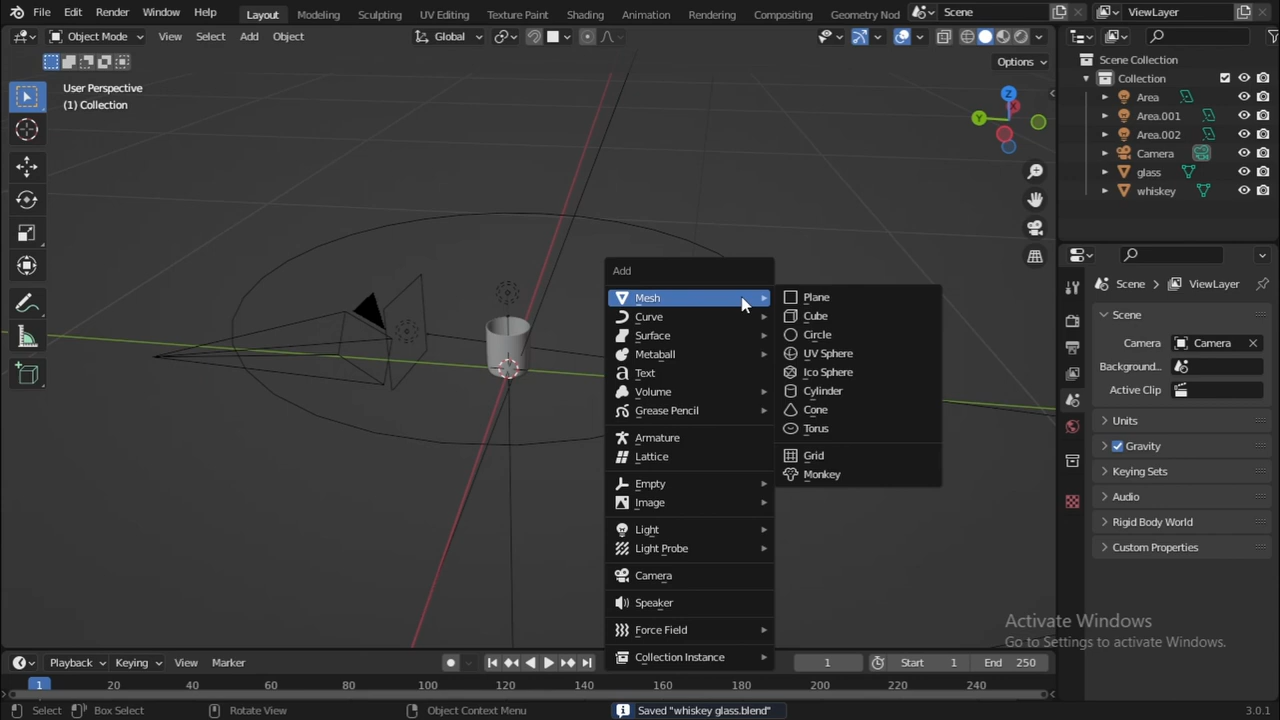 File Edit Render Window Help Layout Modeling Sculpting UV Editing Texture Paint Shading Animation Rendering Compositing Geometry Nod Scene ViewLayer
Object Mode View Select Add Object Global
Options
User Perspective
(1) Collection
Z
X
Y
Add
Mesh
Curve
Surface
Metaball
Text
Volume
Grease Pencil
Armature
Lattice
Empty
Image
Light
Light Probe
Camera
Speaker
Force Field
Collection Instance
Plane
Cube
Circle
UV Sphere
Ico Sphere
Cylinder
Cone
Torus
Grid
Monkey
Scene Collection
Collection
Area
Area.001
Area.002
Camera
glass
whiskey
Scene ViewLayer
Scene
Camera Camera
Background...
Active Clip
Units
Gravity
Keying Sets
Audio
Rigid Body World
Custom Properties
Activate Windows
Go to Settings to activate Windows.
Playback Keying View Marker 1 Start 1 End 250
1 20 40 60 80 100 120 140 160 180 200 220 240
Select Box Select Rotate View Object Context Menu Saved "whiskey glass.blend" 3.0.1